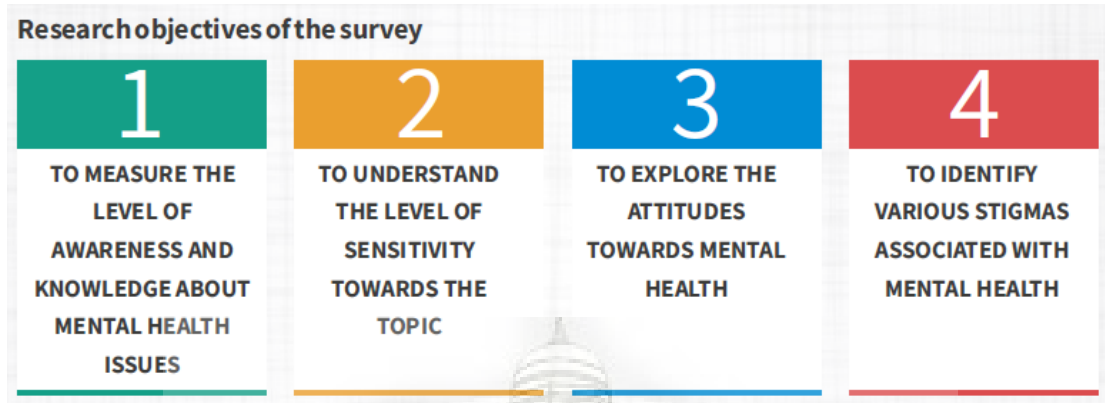 Research objectives of the survey
1
TO MEASURE THE
LEVEL OF
AWARENESS AND
KNOWLEDGE ABOUT
MENTAL HEALTH
ISSUES
2
TO UNDERSTAND
THE LEVEL OF
SENSITIVITY
TOWARDS THE
TOPIC
3
TO EXPLORE THE
ATTITUDES
TOWARDS MENTAL
HEALTH
4
TO IDENTIFY
VARIOUS STIGMAS
ASSOCIATED WITH
MENTAL HEALTH